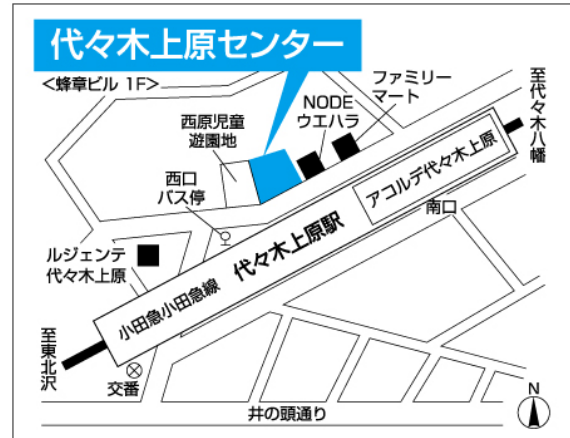 代々木上原センター
<蜂章ビル 1F>
ファミリー
マート
NODE
ウエハラ
至代々木八幡
西原児童
遊園地
西口
バス停
アコルデ代々木上原
南口
代々木上原駅
小田急小田急線
ルジェンテ
代々木上原
至東北沢
交番
井の頭通り
N